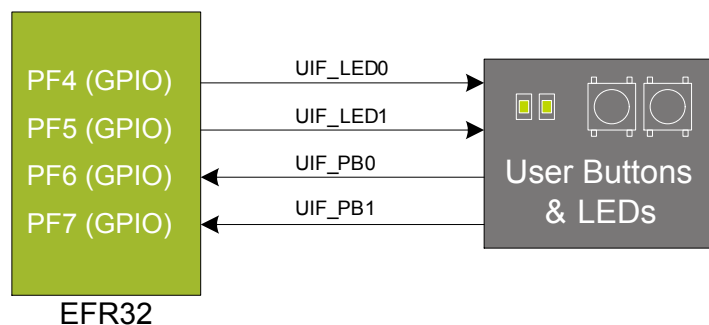 PF4 (GPIO)
UIF_LED0
PF5 (GPIO)
UIF_LED1
PF6 (GPIO)
UIF_PB0
PF7 (GPIO)
UIF_PB1
User Buttons
& LEDs
EFR32